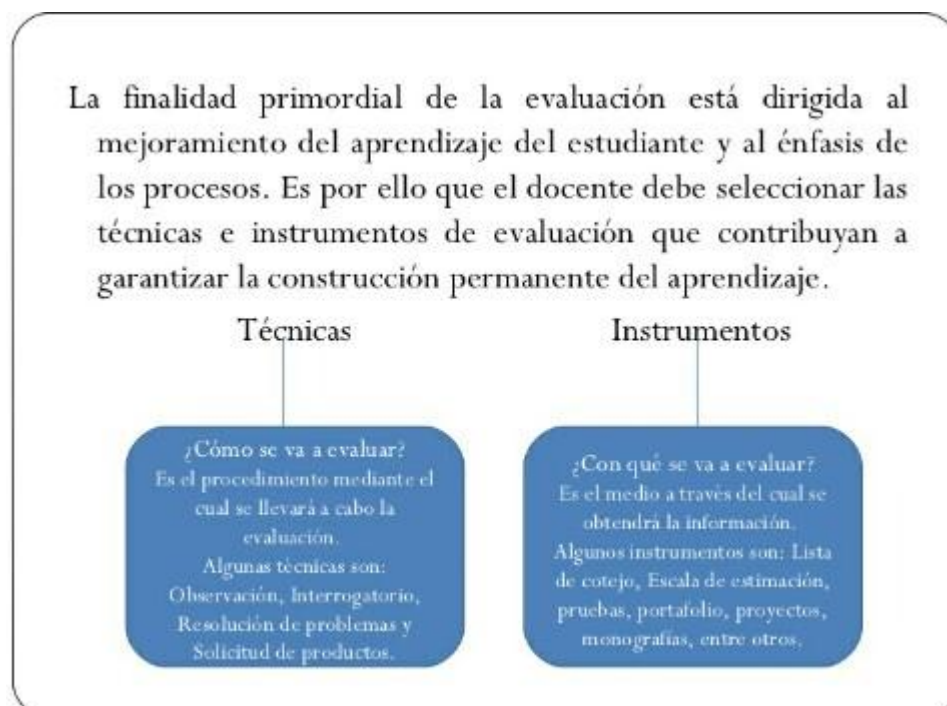 La finalidad primordial de la evaluación está dirigida al
mejoramiento del aprendizaje del estudiante y al énfasis de
los procesos. Es por ello que el docente debe seleccionar las
técnicas e instrumentos de evaluación que contribuyan a
garantizar la construcción permanente del aprendizaje.
Técnicas
¿Cómo se va a evaluar?
Es el procedimiento mediante el
cual se llevará a cabo la
evaluación.
Algunas técnicas son:
Observación, Interrogatorio,
Resolución de problemas y
Solicitud de productos.
Instrumentos
¿Con qué se va a evaluar?
Es el medio a través del cual se
obtendrá la información.
Algunos instrumentos son: Lista
de cotejo, Escala de estimación,
pruebas, portafolio, proyectos,
monografías, entre otros.